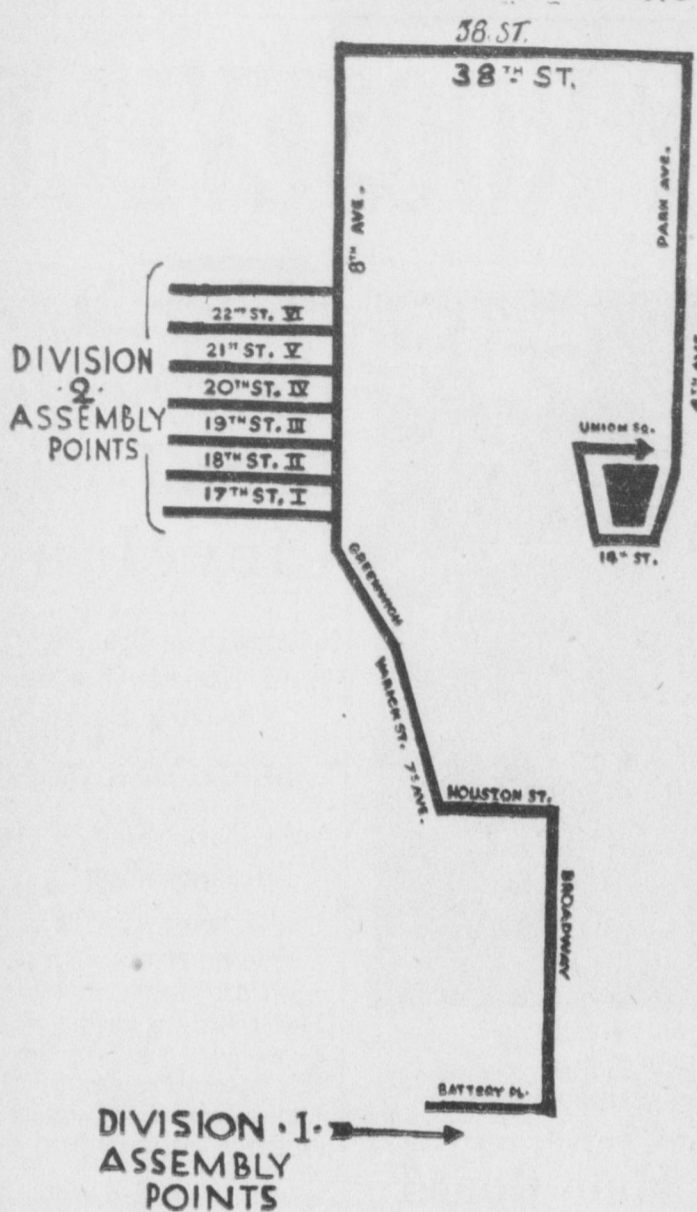 38 ST.
38TH ST.
8TH AVE.
PARK AVE.
4TH AVE.
22ND ST. VI
21ST ST. V
20TH ST. IV
19TH ST. III
18TH ST. II
17TH ST. I
DIVISION
·2·
ASSEMBLY
POINTS
UNION SQ.
14TH ST.
GREENWICH
VARICK ST. 7TH AVE.
HOUSTON ST.
BROADWAY
BATTERY PL.
DIVISION · I ·
ASSEMBLY
POINTS